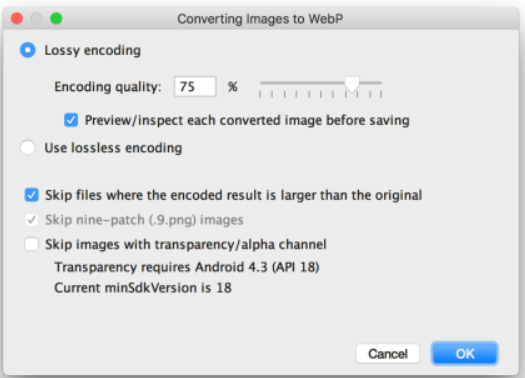 Converting Images to WebP
Lossy encoding
Encoding quality: 75 %
Preview/inspect each converted image before saving
Use lossless encoding
Skip files where the encoded result is larger than the original
Skip nine-patch (.9.png) images
Skip images with transparency/alpha channel
Transparency requires Android 4.3 (API 18)
Current minSdkVersion is 18
Cancel OK